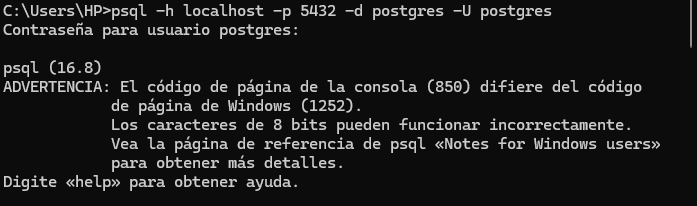 C:\Users\HP>psql -h localhost -p 5432 -d postgres -U postgres
Contraseña para usuario postgres:
psql (16.8)
ADVERTENCIA: El código de página de la consola (850) difiere del código
de página de Windows (1252).
Los caracteres de 8 bits pueden funcionar incorrectamente.
Vea la página de referencia de psql «Notes for Windows users»
para obtener más detalles.
Digite «help» para obtener ayuda.